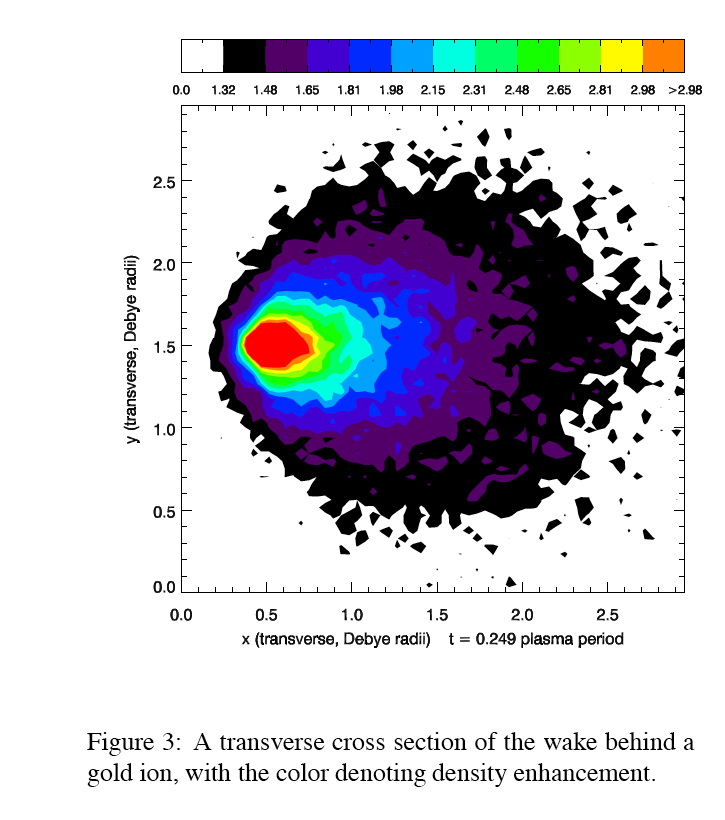 0.0 1.32 1.48 1.65 1.81 1.98 2.15 2.31 2.48 2.65 2.81 2.98 >2.98
2.5
2.0
1.5
1.0
0.5
0.0
y (transverse, Debye radii)
0.0 0.5 1.0 1.5 2.0 2.5
x (transverse, Debye radii) t = 0.249 plasma period
Figure 3: A transverse cross section of the wake behind a
gold ion, with the color denoting density enhancement.